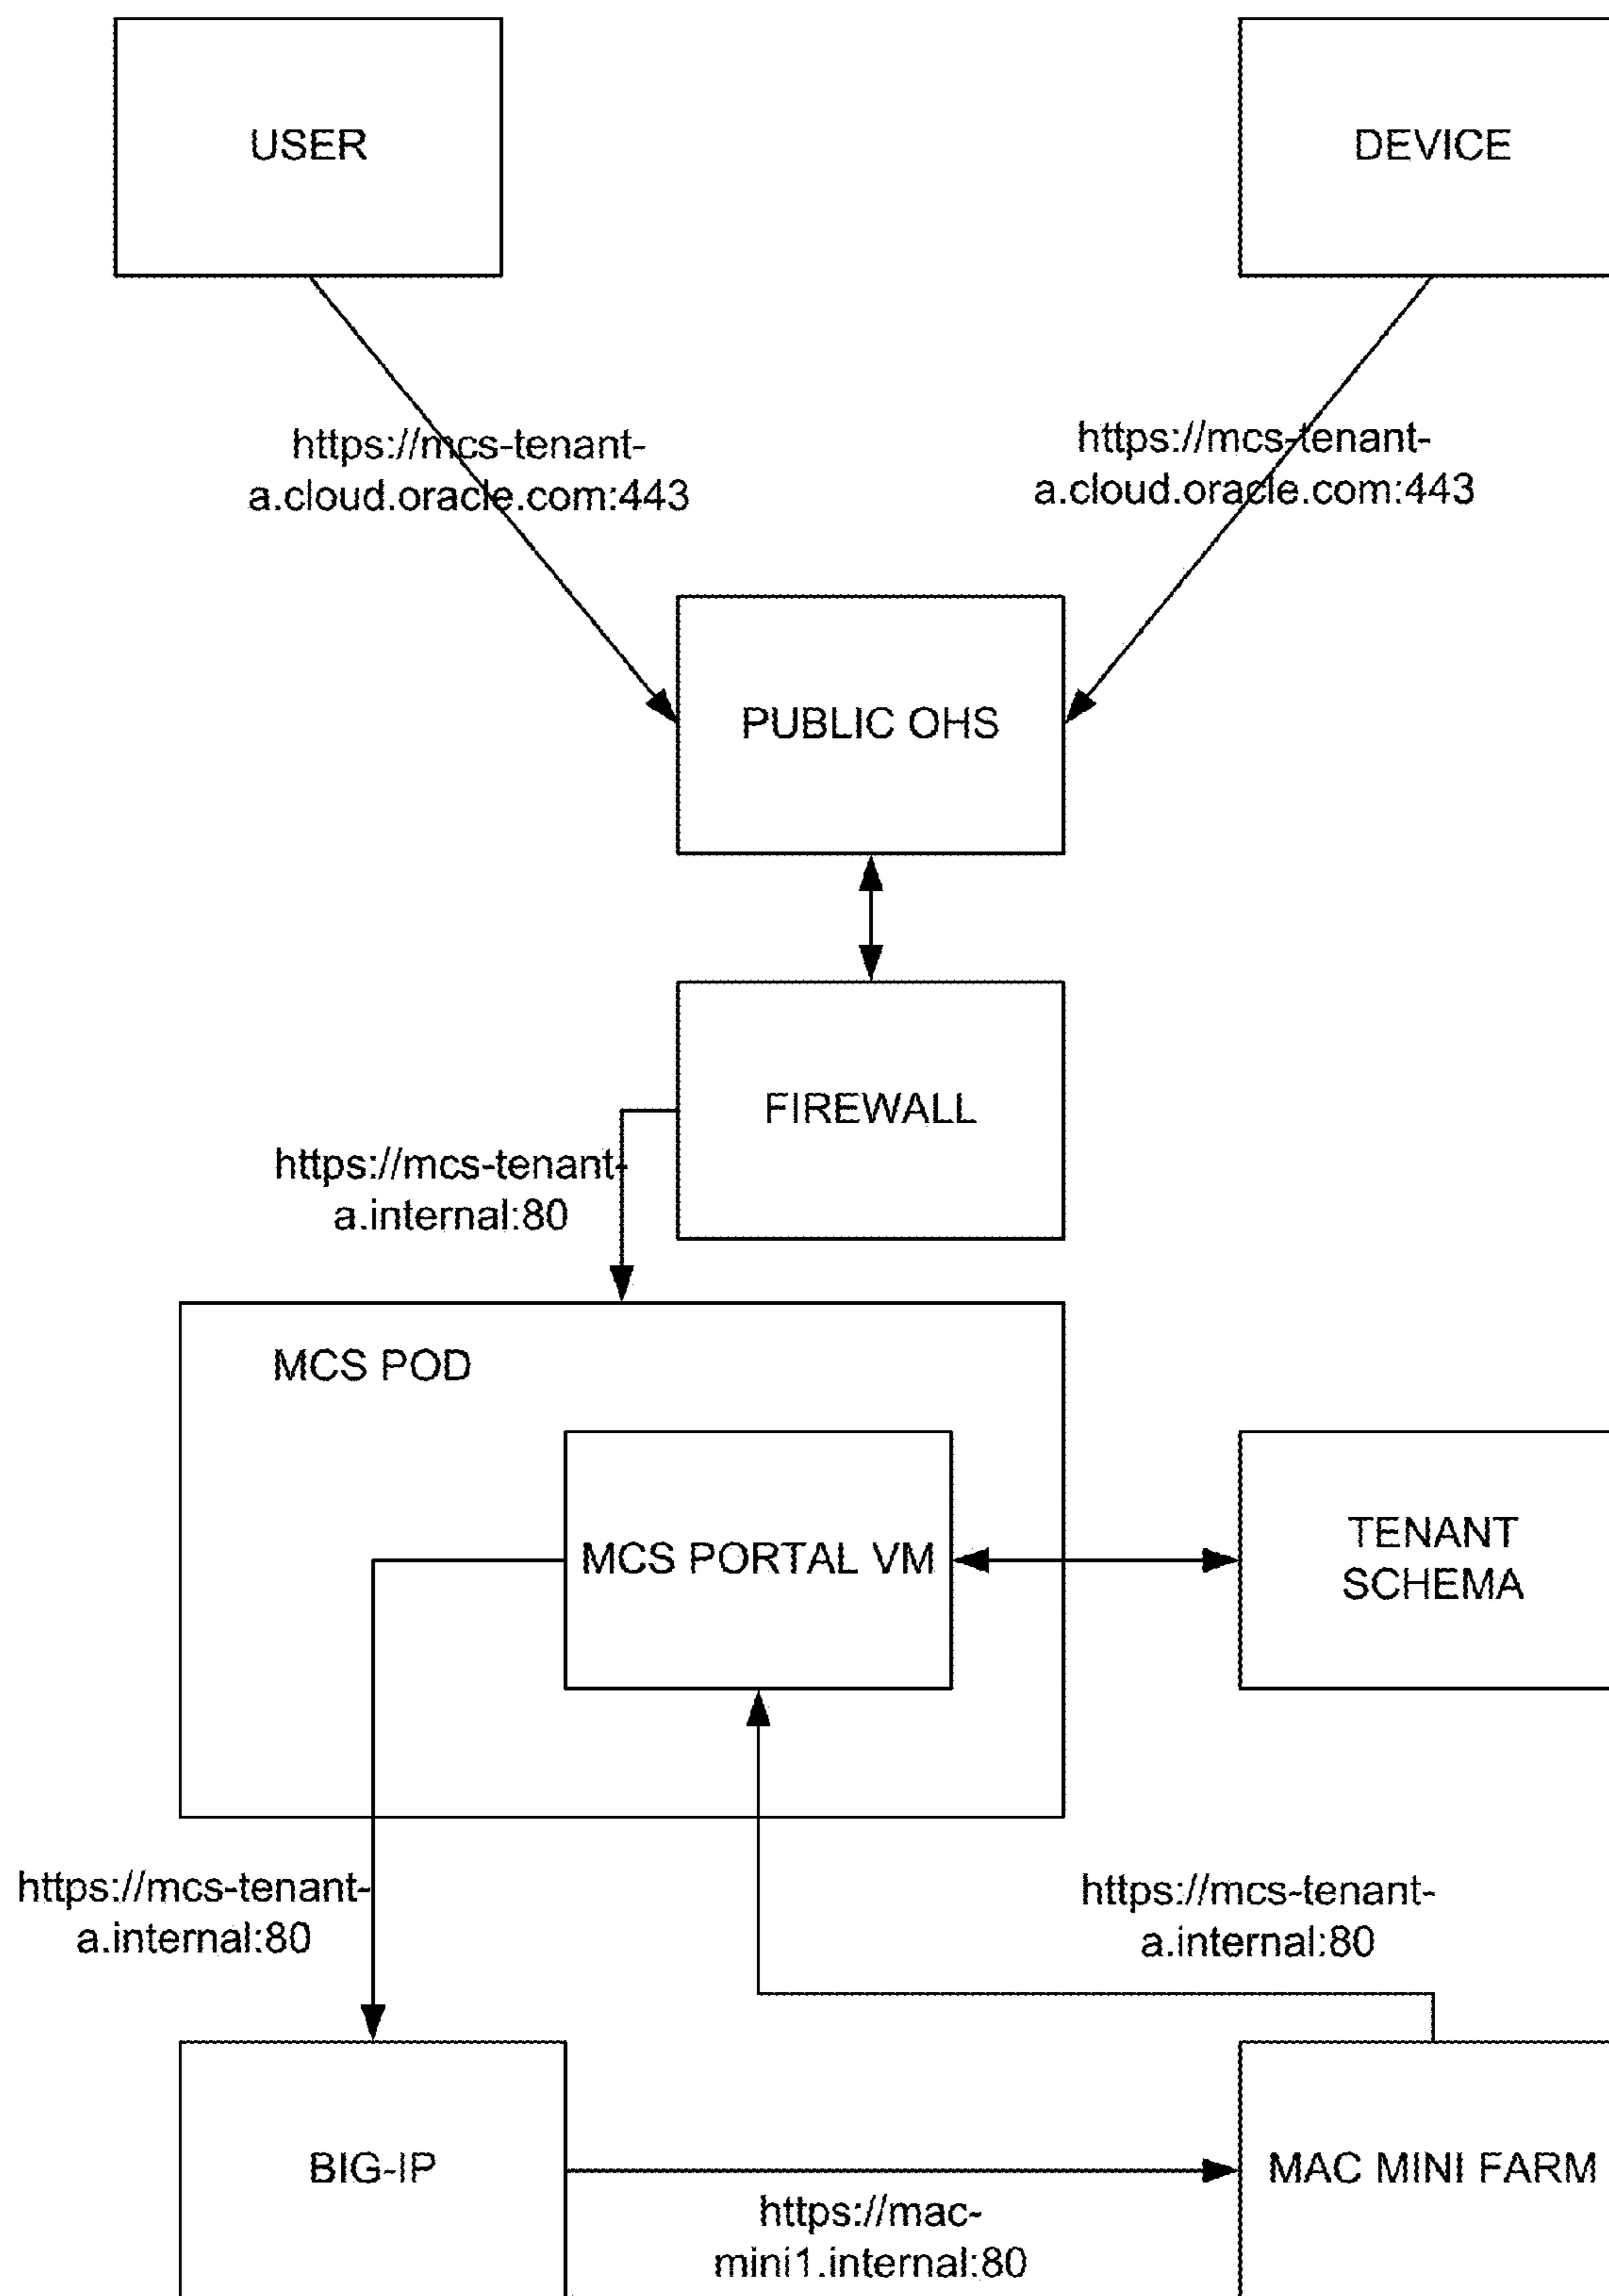 USER
DEVICE
https://mcs-tenant-
a.cloud.oracle.com:443
https://mcs-tenant-
a.cloud.oracle.com:443
PUBLIC OHS
FIREWALL
https://mcs-tenant-
a.internal:80
MCS POD
MCS PORTAL VM
TENANT
SCHEMA
https://mcs-tenant-
a.internal:80
https://mcs-tenant-
a.internal:80
BIG-IP
MAC MINI FARM
https://mac-
mini1.internal:80